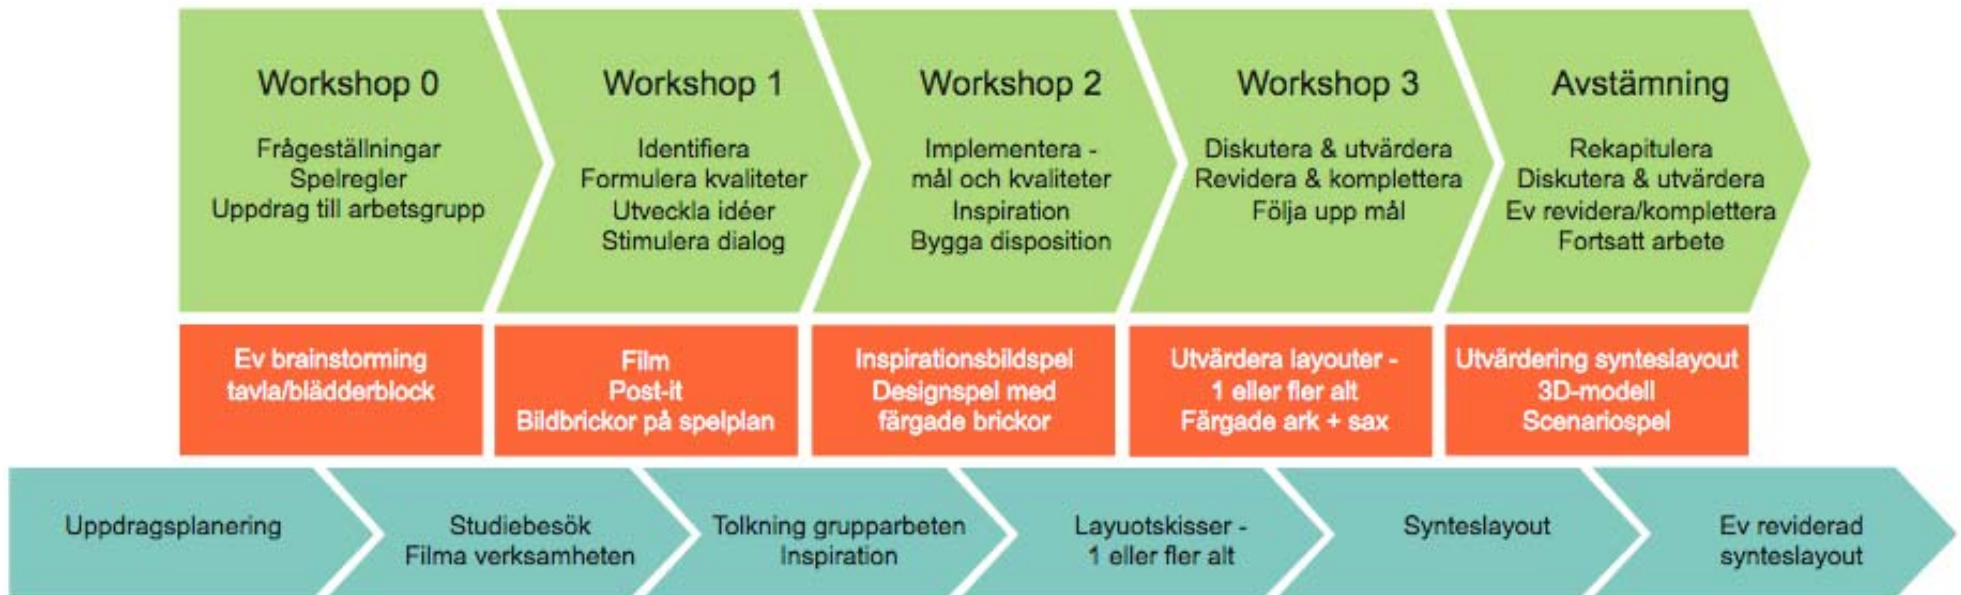 Workshop 0
Frågeställningar
Spelregler
Uppdrag till arbetsgrupp
Workshop 1
Identifiera
Formulera kvaliteter
Utveckla idéer
Stimulera dialog
Workshop 2
Implementera -
mål och kvaliteter
Inspiration
Bygga disposition
Workshop 3
Diskutera & utvärdera
Revidera & komplettera
Följa upp mål
Avstämning
Rekapitulera
Diskutera & utvärdera
Ev revidera/komplettera
Fortsatt arbete
Ev brainstorming
tavla/blädderblock
Film
Post-it
Bildbrickor på spelplan
Inspirationsbildspel
Designspel med
färgade brickor
Utvärdera layouter -
1 eller fler alt
Färgade ark + sax
Utvärdering synteslayout
3D-modell
Scenariospel
Uppdragsplanering
Studiebesök
Filma verksamheten
Tolkning grupparbeten
Inspiration
Layuotskisser -
1 eller fler alt
Synteslayout
Ev reviderad
synteslayout